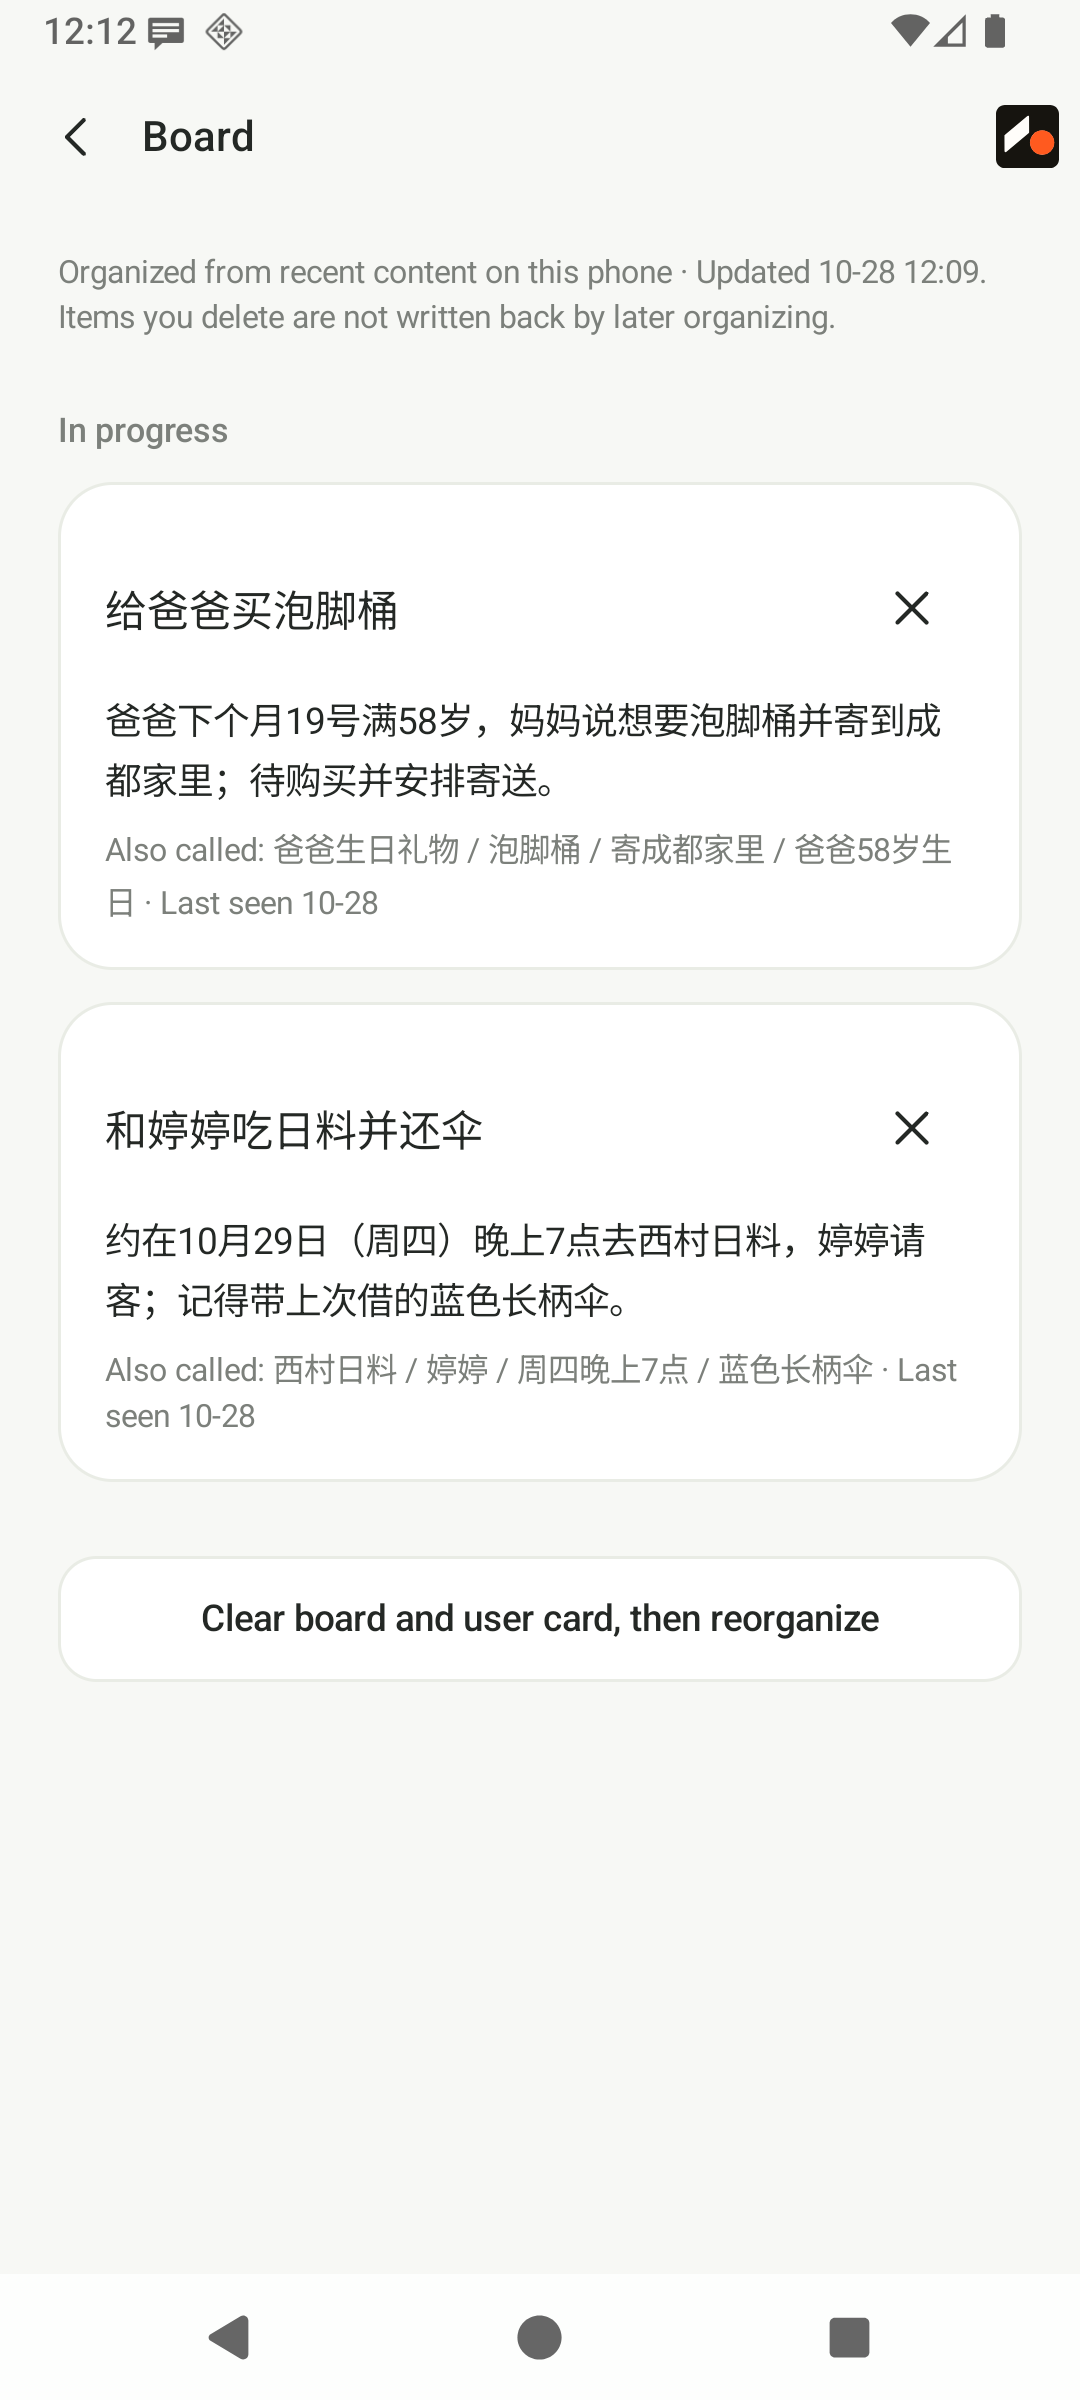 12:12
Board
Organized from recent content on this phone · Updated 10-28 12:09.
Items you delete are not written back by later organizing.
In progress
给爸爸买泡脚桶
爸爸下个月19号满58岁，妈妈说想要泡脚桶并寄到成
都家里；待购买并安排寄送。
Also called: 爸爸生日礼物 / 泡脚桶 / 寄成都家里 / 爸爸58岁生
日 · Last seen 10-28
和婷婷吃日料并还伞
约在10月29日（周四）晚上7点去西村日料，婷婷请
客；记得带上次借的蓝色长柄伞。
Also called: 西村日料 / 婷婷 / 周四晚上7点 / 蓝色长柄伞 · Last
seen 10-28
Clear board and user card, then reorganize